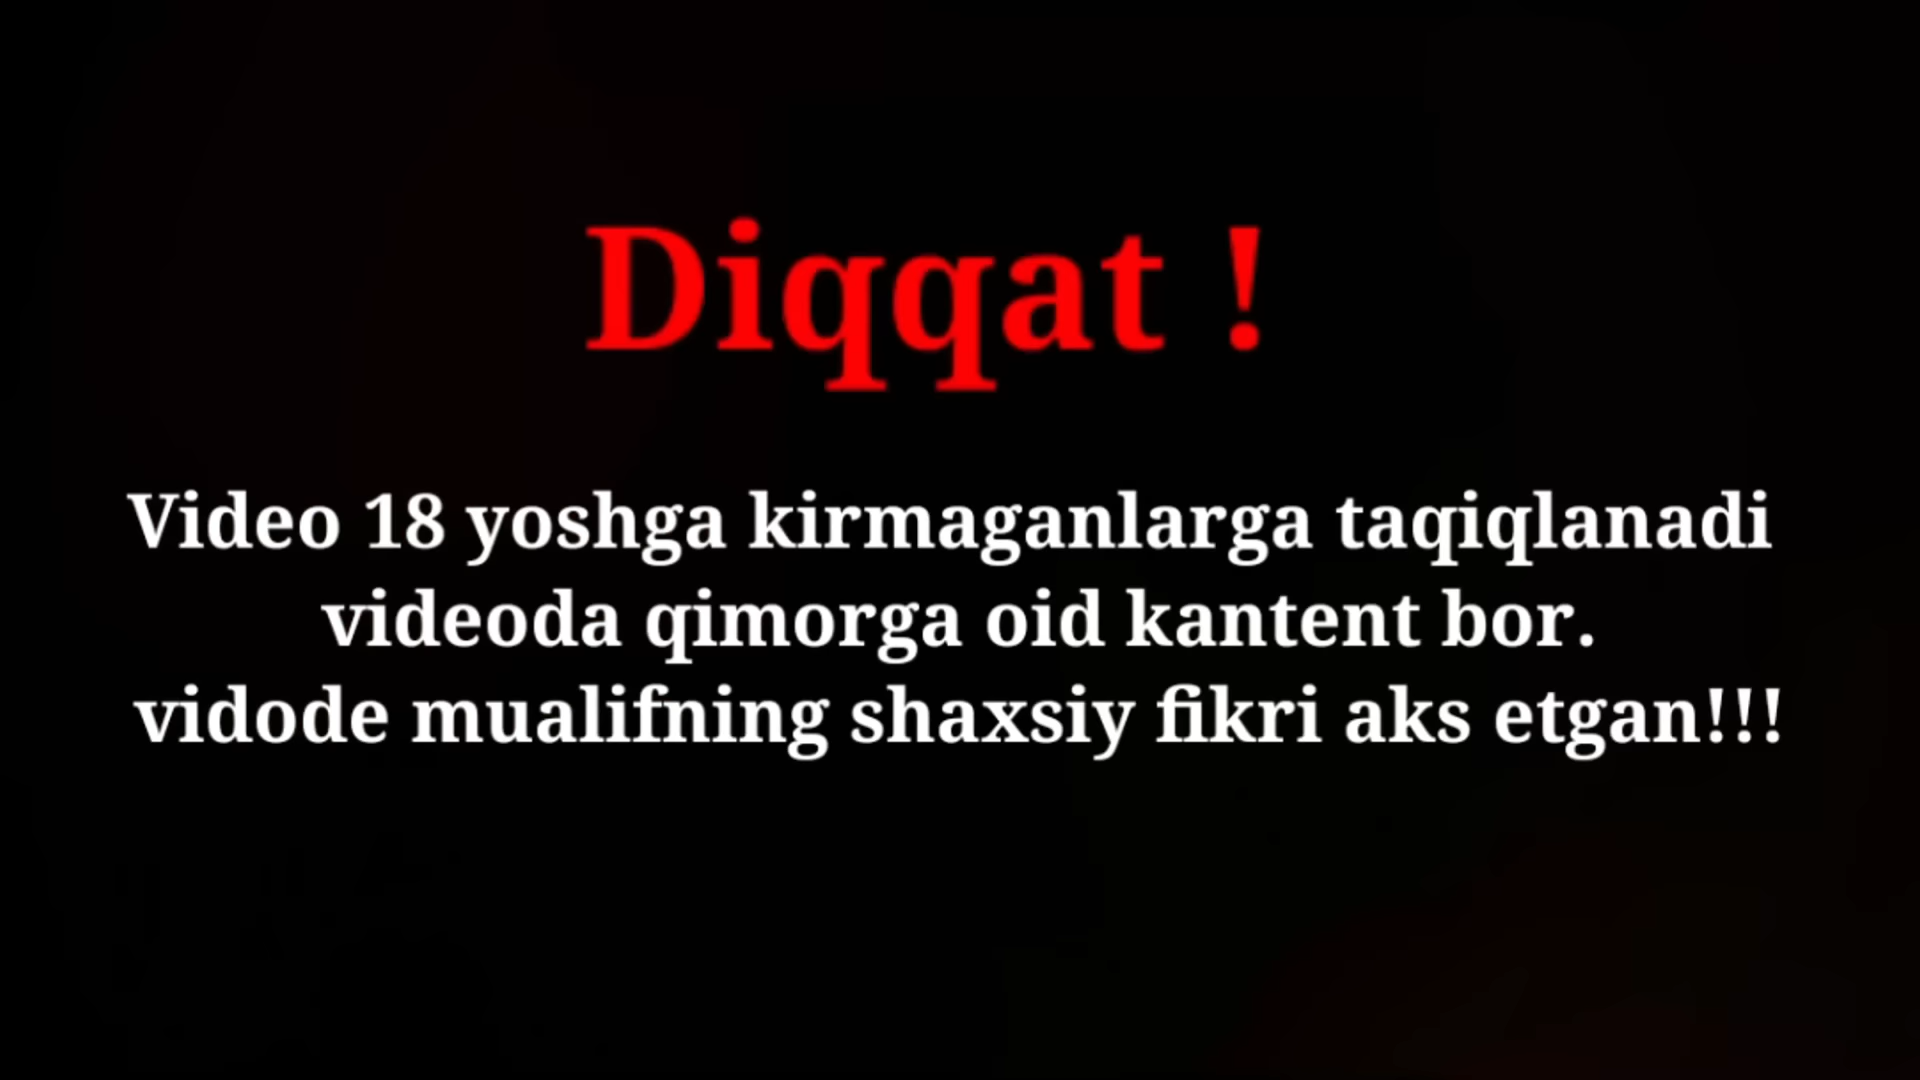 Diqqat !
Video 18 yoshga kirmaganlarga taqiqlanadi
videoda qimorga oid kantent bor.
vidode mualifning shaxsiy fikri aks etgan!!!